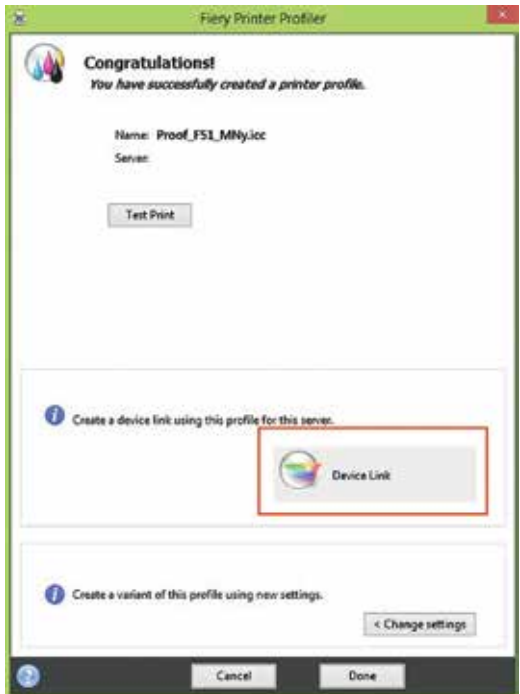 Fiery Printer Profiler
Congratulations!
You have successfully created a printer profile.
Name: Proof_F51_MNy.icc
Server:
Test Print
Create a device link using this profile for this server.
Device Link
Create a variant of this profile using new settings.
< Change settings
Cancel
Done